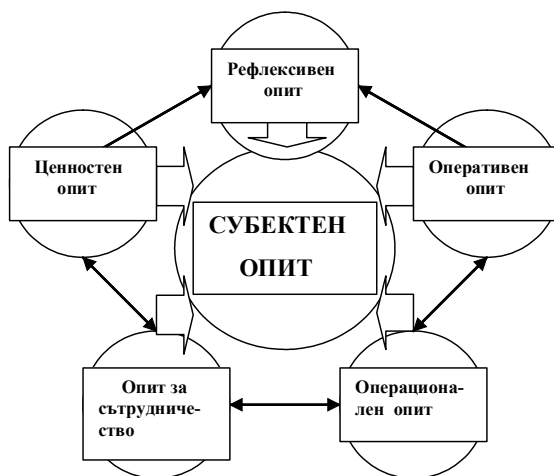 Рефлексивен
опит
Ценностен
опит
Оперативен
опит
СУБЕКТЕН
ОПИТ
Опит за
сътрудниче-
ство
Операциона-
лен опит